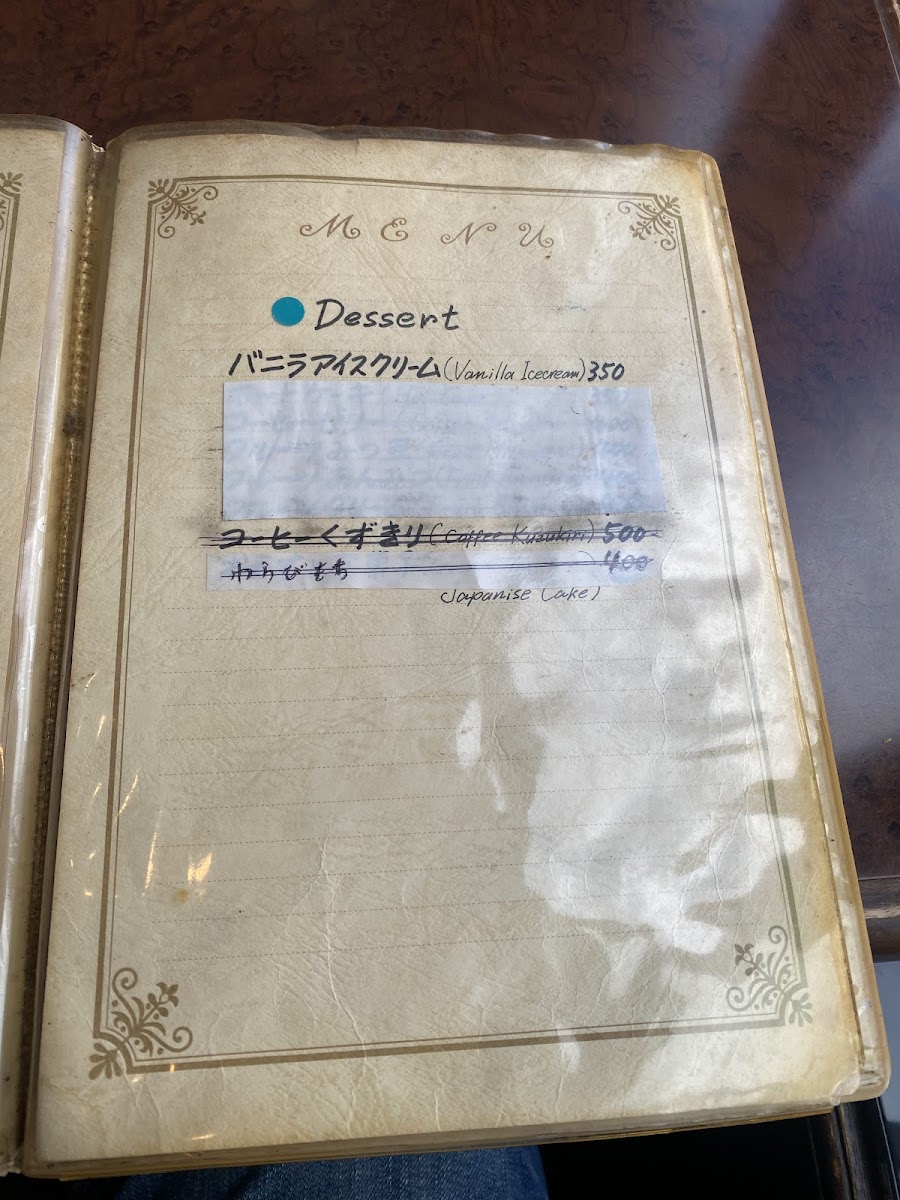 MENU
Dessert
バニラアイスクリーム(Vanilla Icecream)350
コーヒーくずきり(Coffee Kuzukiri)500
わらびもち )400
Japanise Cake)